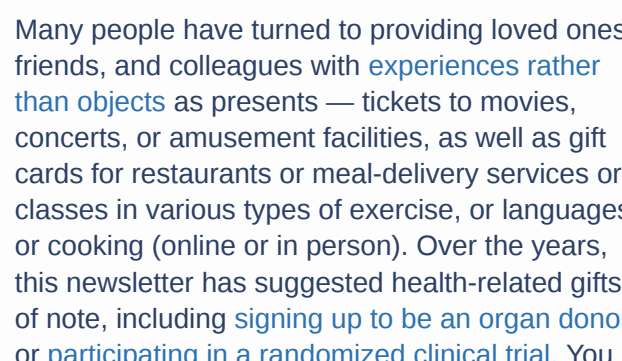 Many people have turned to providing loved ones
friends, and colleagues with experiences rather
than objects as presents — tickets to movies,
concerts, or amusement facilities, as well as gift
cards for restaurants or meal-delivery services or
classes in various types of exercise, or languages
or cooking (online or in person). Over the years,
this newsletter has suggested health-related gifts
of note, including signing up to be an organ dono
or participating in a randomized clinical trial. You